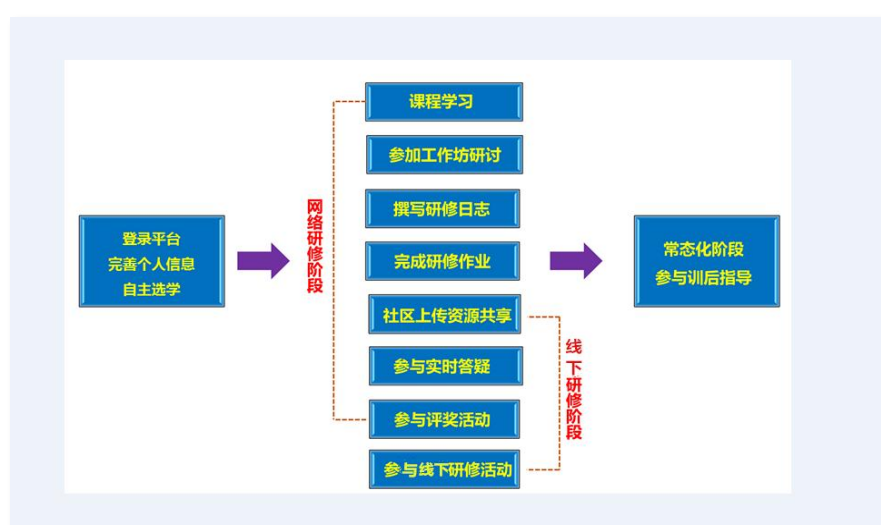 登录平台
完善个人信息
自主选学
网络研修阶段
课程学习
参加工作坊研讨
撰写研修日志
完成研修作业
社区上传资源共享
参与实时答疑
参与评奖活动
参与线下研修活动
线下研修阶段
常态化阶段
参与训后指导